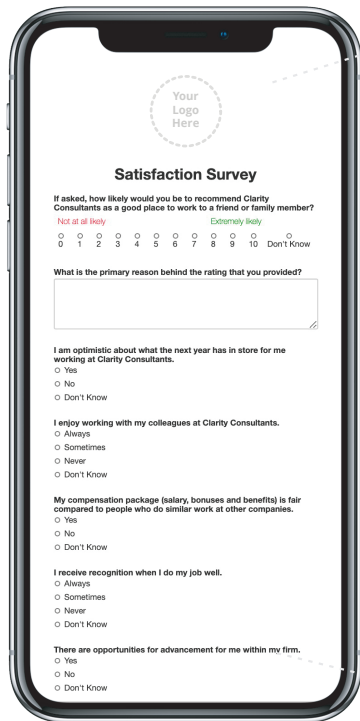 Your
Logo
Here
Satisfaction Survey
If asked, how likely would you be to recommend Clarity
Consultants as a good place to work to a friend or family member?
Not at all likely Extremely likely
0 1 2 3 4 5 6 7 8 9 10 Don't Know
What is the primary reason behind the rating that you provided?
I am optimistic about what the next year has in store for me
working at Clarity Consultants.
Yes
No
Don't Know
I enjoy working with my colleagues at Clarity Consultants.
Always
Sometimes
Never
Don't Know
My compensation package (salary, bonuses and benefits) is fair
compared to people who do similar work at other companies.
Yes
No
Don't Know
I receive recognition when I do my job well.
Always
Sometimes
Never
Don't Know
There are opportunities for advancement for me within my firm.
Yes
No
Don't Know